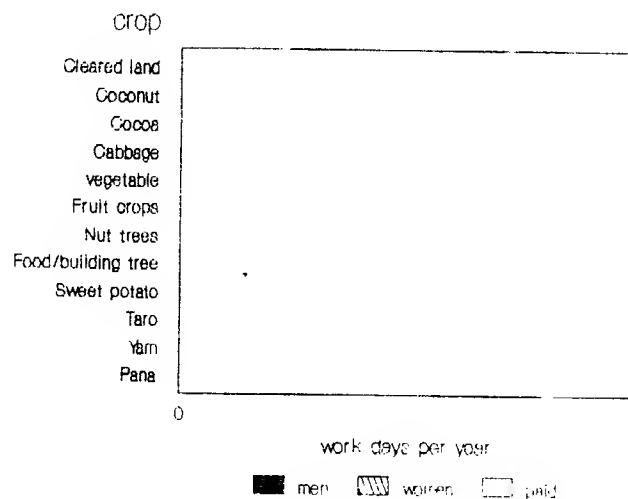 crop
Cleared land
Coconut
Cocoa
Cabbage
vegetable
Fruit crops
Nut trees
Food/building tree
Sweet potato
Taro
Yam
Pana
0
work days per year
men women paid